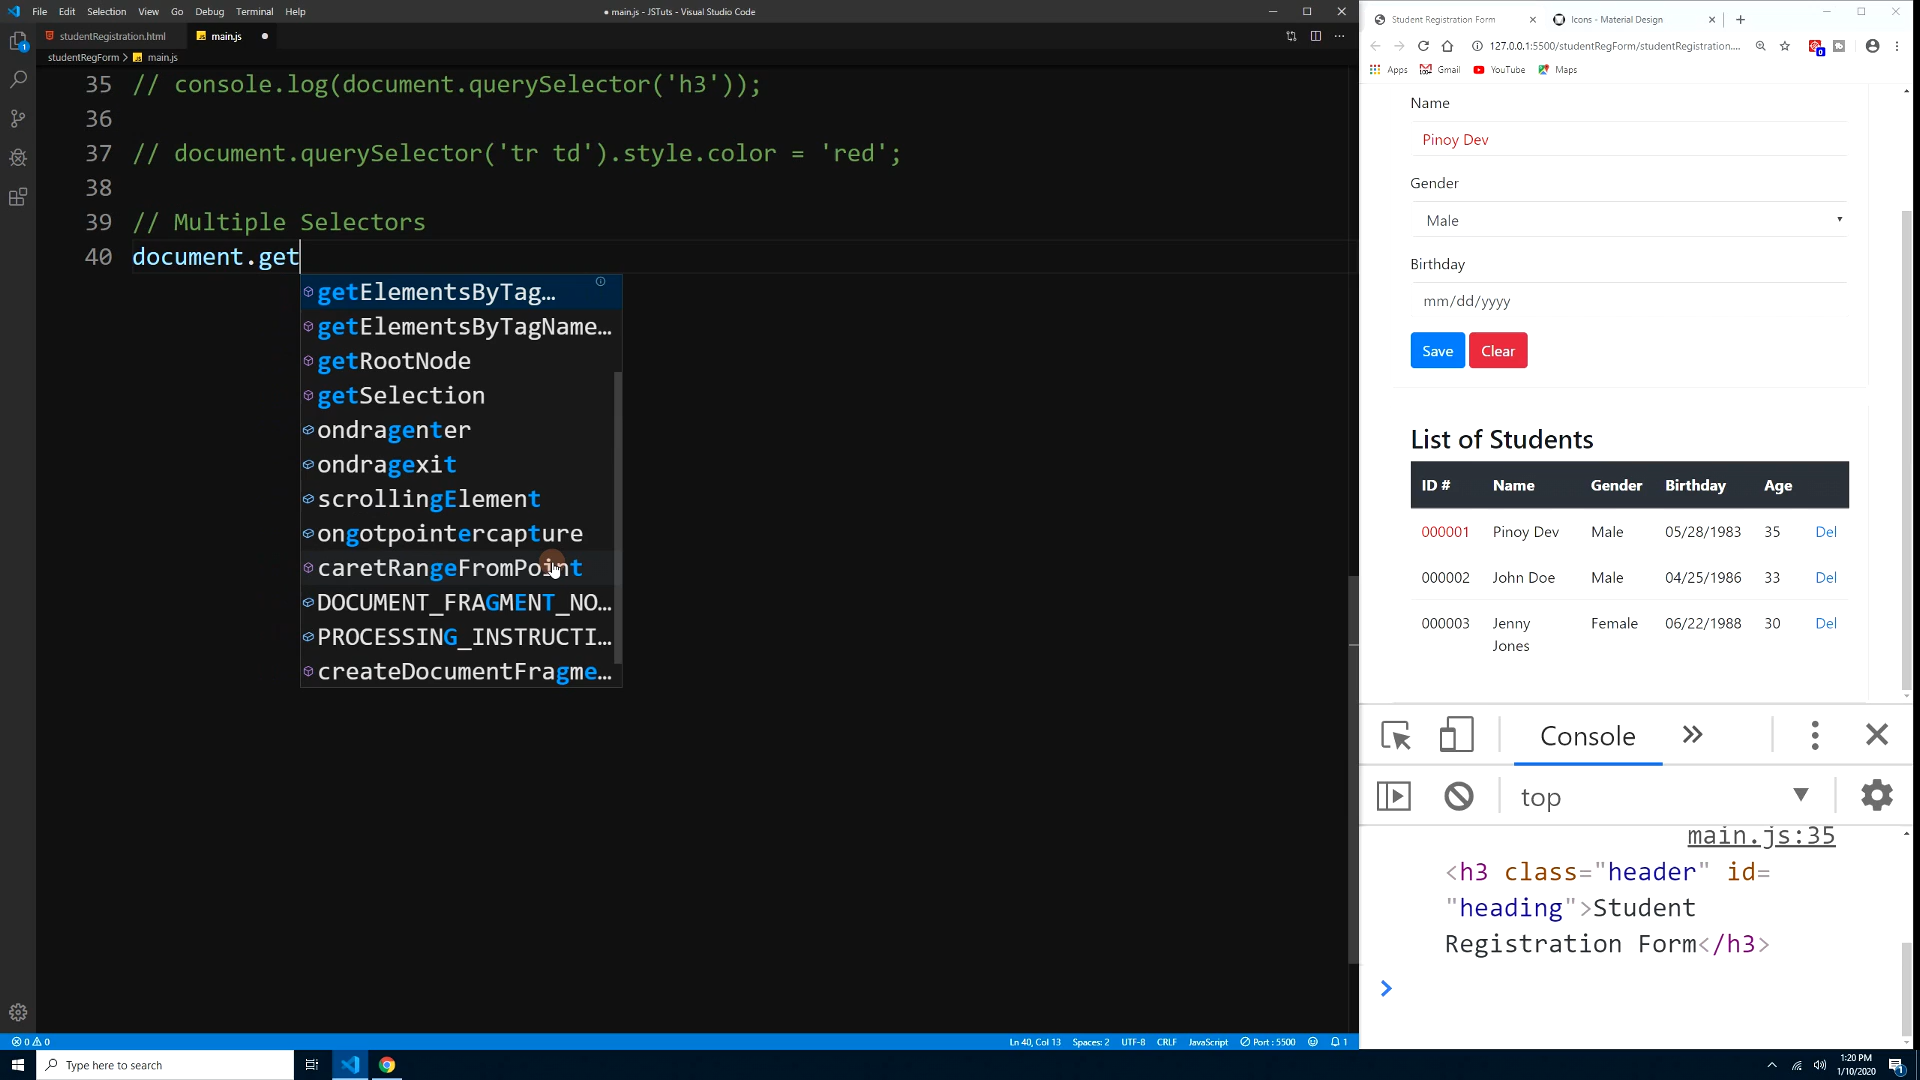 File Edit Selection View Go Debug Terminal Help
● main.js - JSTuts - Visual Studio Code
studentRegistration.html
main.js
studentRegForm > main.js
35 // console.log(document.querySelector('h3'));
36
37 // document.querySelector('tr td').style.color = 'red';
38
39 // Multiple Selectors
40 document.get
getElementsByTag…
getElementsByTagName…
getRootNode
getSelection
ondragenter
ondragexit
scrollingElement
ongotpointercapture
caretRangeFromPoint
DOCUMENT_FRAGMENT_NO…
PROCESSING_INSTRUCTI…
createDocumentFragme…
1
0 0
Ln 40, Col 13 Spaces: 2 UTF-8 CRLF JavaScript Port : 5500 1
Student Registration Form
Icons - Material Design
127.0.0.1:5500/studentRegForm/studentRegistration....
0
Apps Gmail YouTube Maps
Name
Pinoy Dev
Gender
Male
Birthday
mm/dd/yyyy
Save Clear
List of Students
ID # Name Gender Birthday Age
000001 Pinoy Dev Male 05/28/1983 35 Del
000002 John Doe Male 04/25/1986 33 Del
000003 Jenny Jones Female 06/22/1988 30 Del
Console
top
main.js:35
<h3 class="header" id=
"heading">Student
Registration Form</h3>
Type here to search
1:20 PM
1/10/2020
1